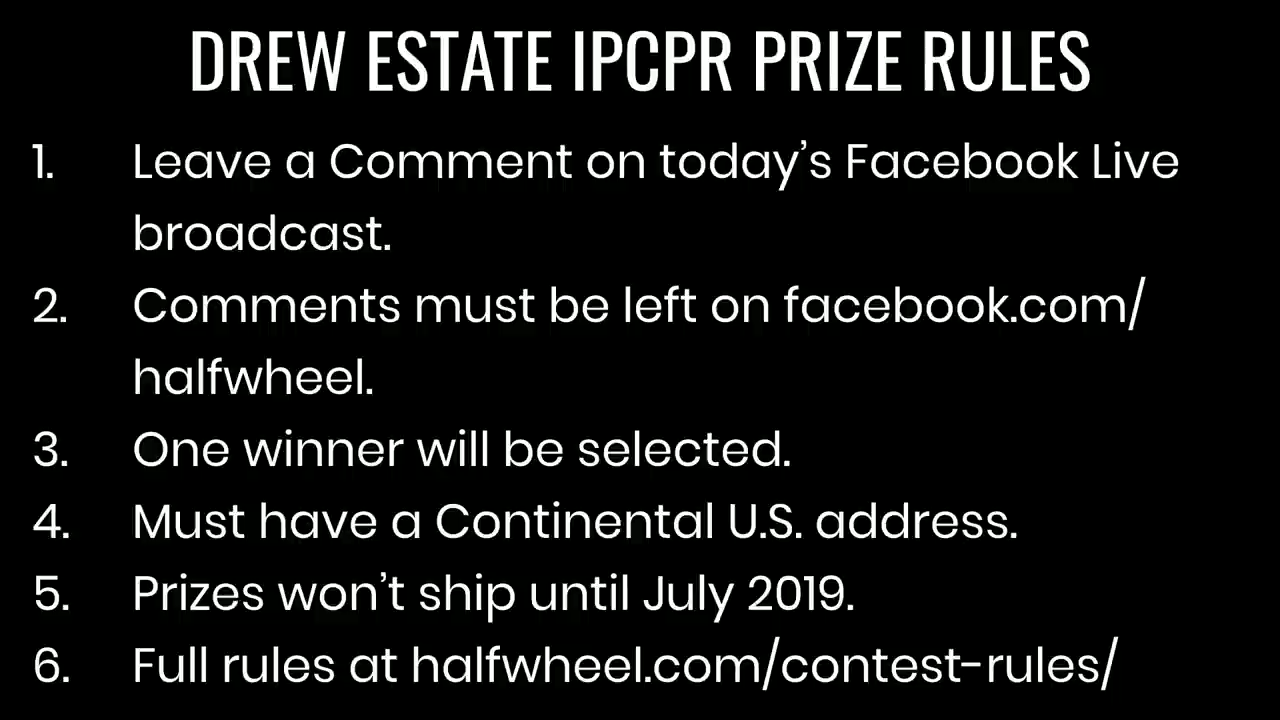 DREW ESTATE IPCPR PRIZE RULES
1. Leave a Comment on today’s Facebook Live
broadcast.
2. Comments must be left on facebook.com/
halfwheel.
3. One winner will be selected.
4. Must have a Continental U.S. address.
5. Prizes won’t ship until July 2019.
6. Full rules at halfwheel.com/contest-rules/